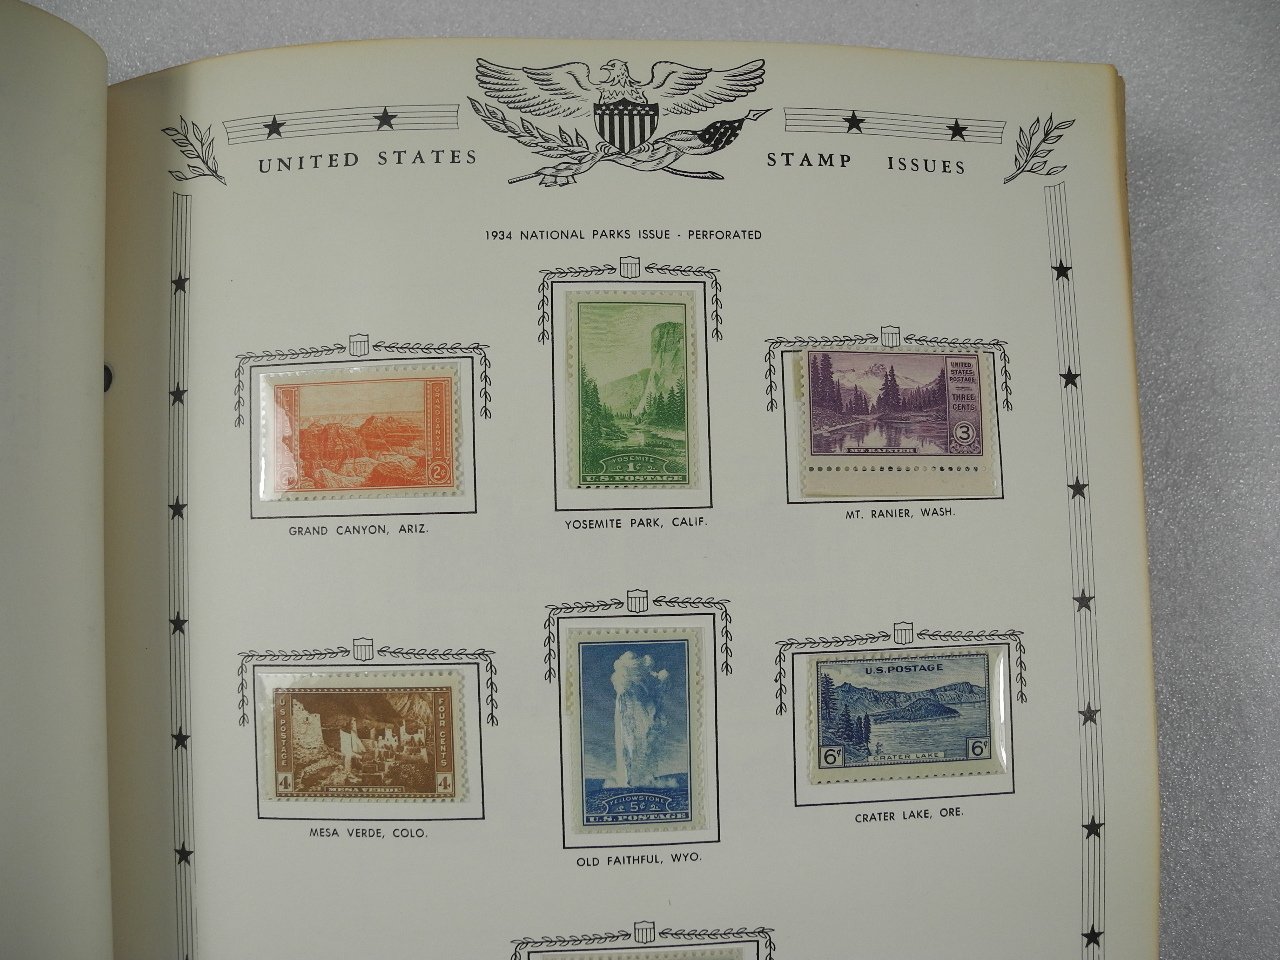 UNITED STATES STAMP ISSUES
1934 NATIONAL PARKS ISSUE - PERFORATED
GRAND CANYON
2¢
GRAND CANYON, ARIZ.
YOSEMITE
1¢
U.S. POSTAGE
YOSEMITE PARK, CALIF.
UNITED
STATES
POSTAGE
THREE
CENTS
3
MT. RAINIER
MT. RANIER, WASH.
U S POSTAGE
FOUR CENTS
4 MESA VERDE 4
MESA VERDE, COLO.
YELLOWSTONE
5¢
U.S. POSTAGE
OLD FAITHFUL, WYO.
U.S. POSTAGE
6¢ CRATER LAKE 6¢
CRATER LAKE, ORE.